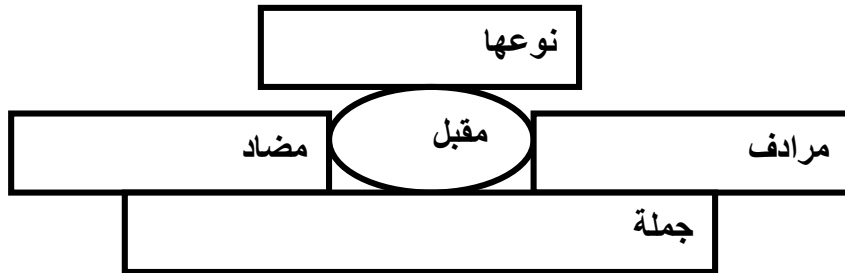 نوعها
مرادف
مقبل
مضاد
جملة